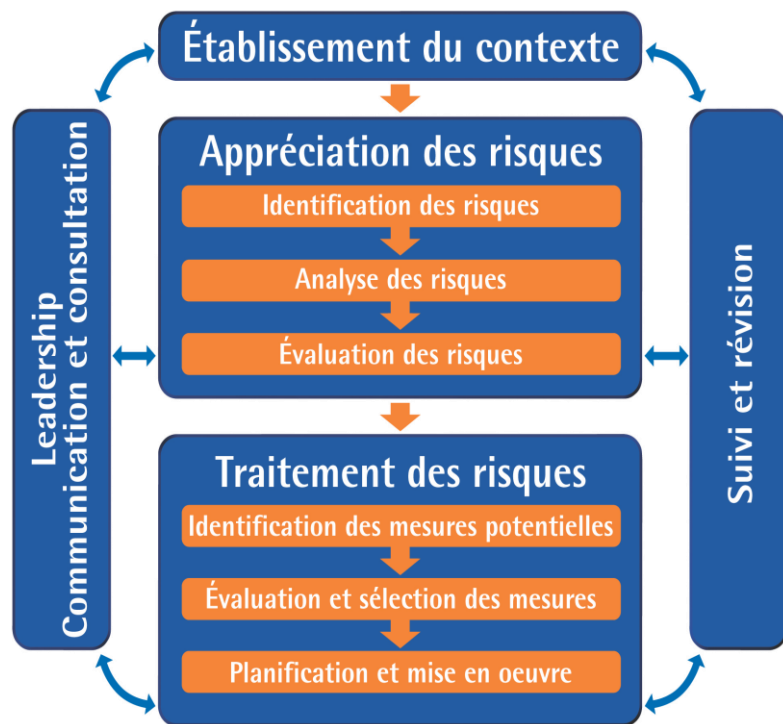 Établissement du contexte
Leadership
Communication et consultation
Appréciation des risques
Identification des risques
Analyse des risques
Évaluation des risques
Traitement des risques
Identification des mesures potentielles
Évaluation et sélection des mesures
Planification et mise en oeuvre
Suivi et révision